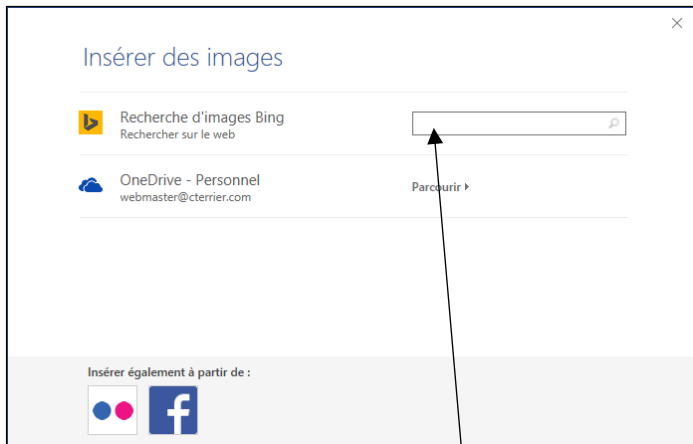 Insérer des images
Recherche d'images Bing
Rechercher sur le web
OneDrive - Personnel
webmaster@cterrier.com
Parcourir
Insérer également à partir de :